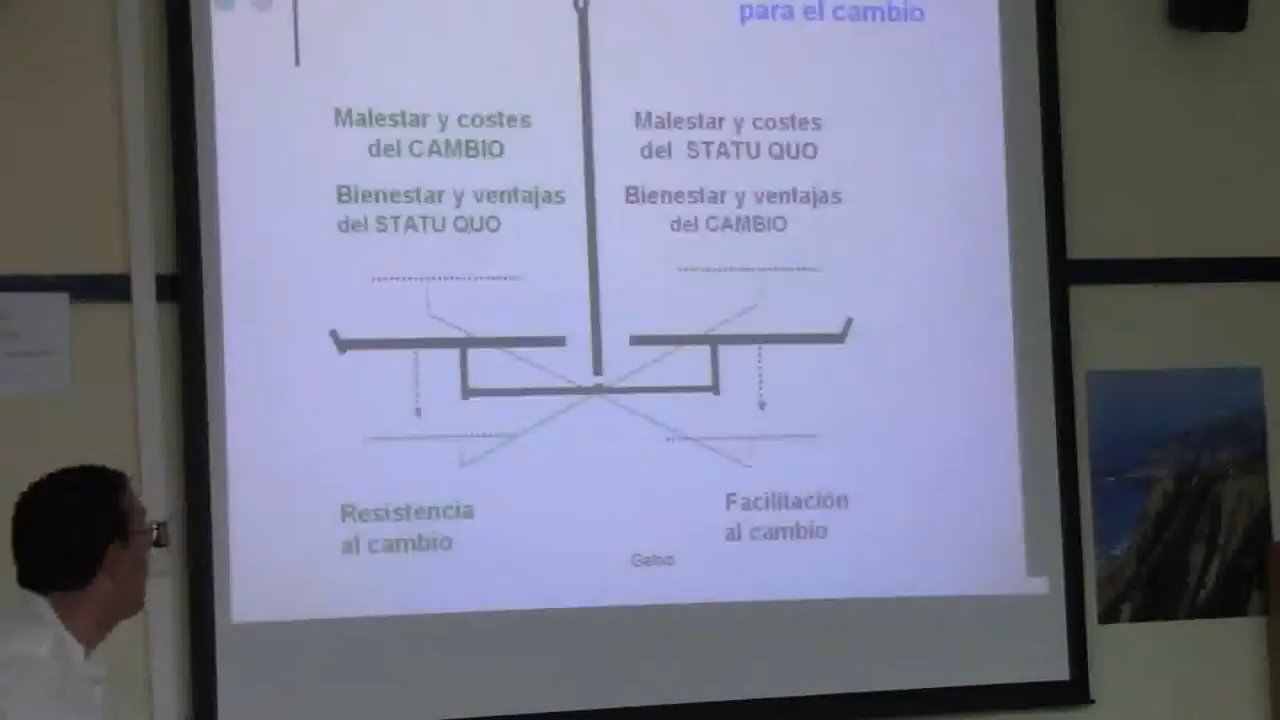 para el cambio
Malestar y costes
del CAMBIO
Bienestar y ventajas
del STATU QUO
Malestar y costes
del STATU QUO
Bienestar y ventajas
del CAMBIO
Resistencia
al cambio
Facilitación
al cambio